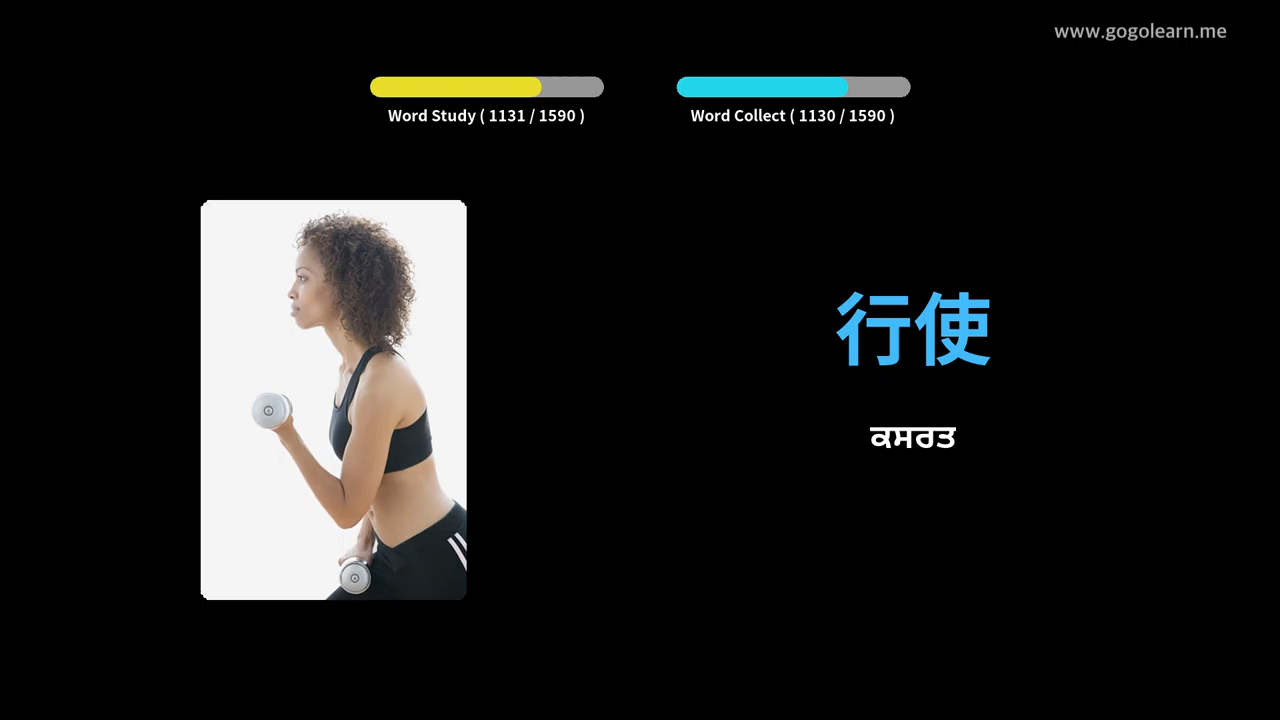 www.gogolearn.me
Word Study ( 1131 / 1590 )
Word Collect ( 1130 / 1590 )
行使
ਕਸਰਤ